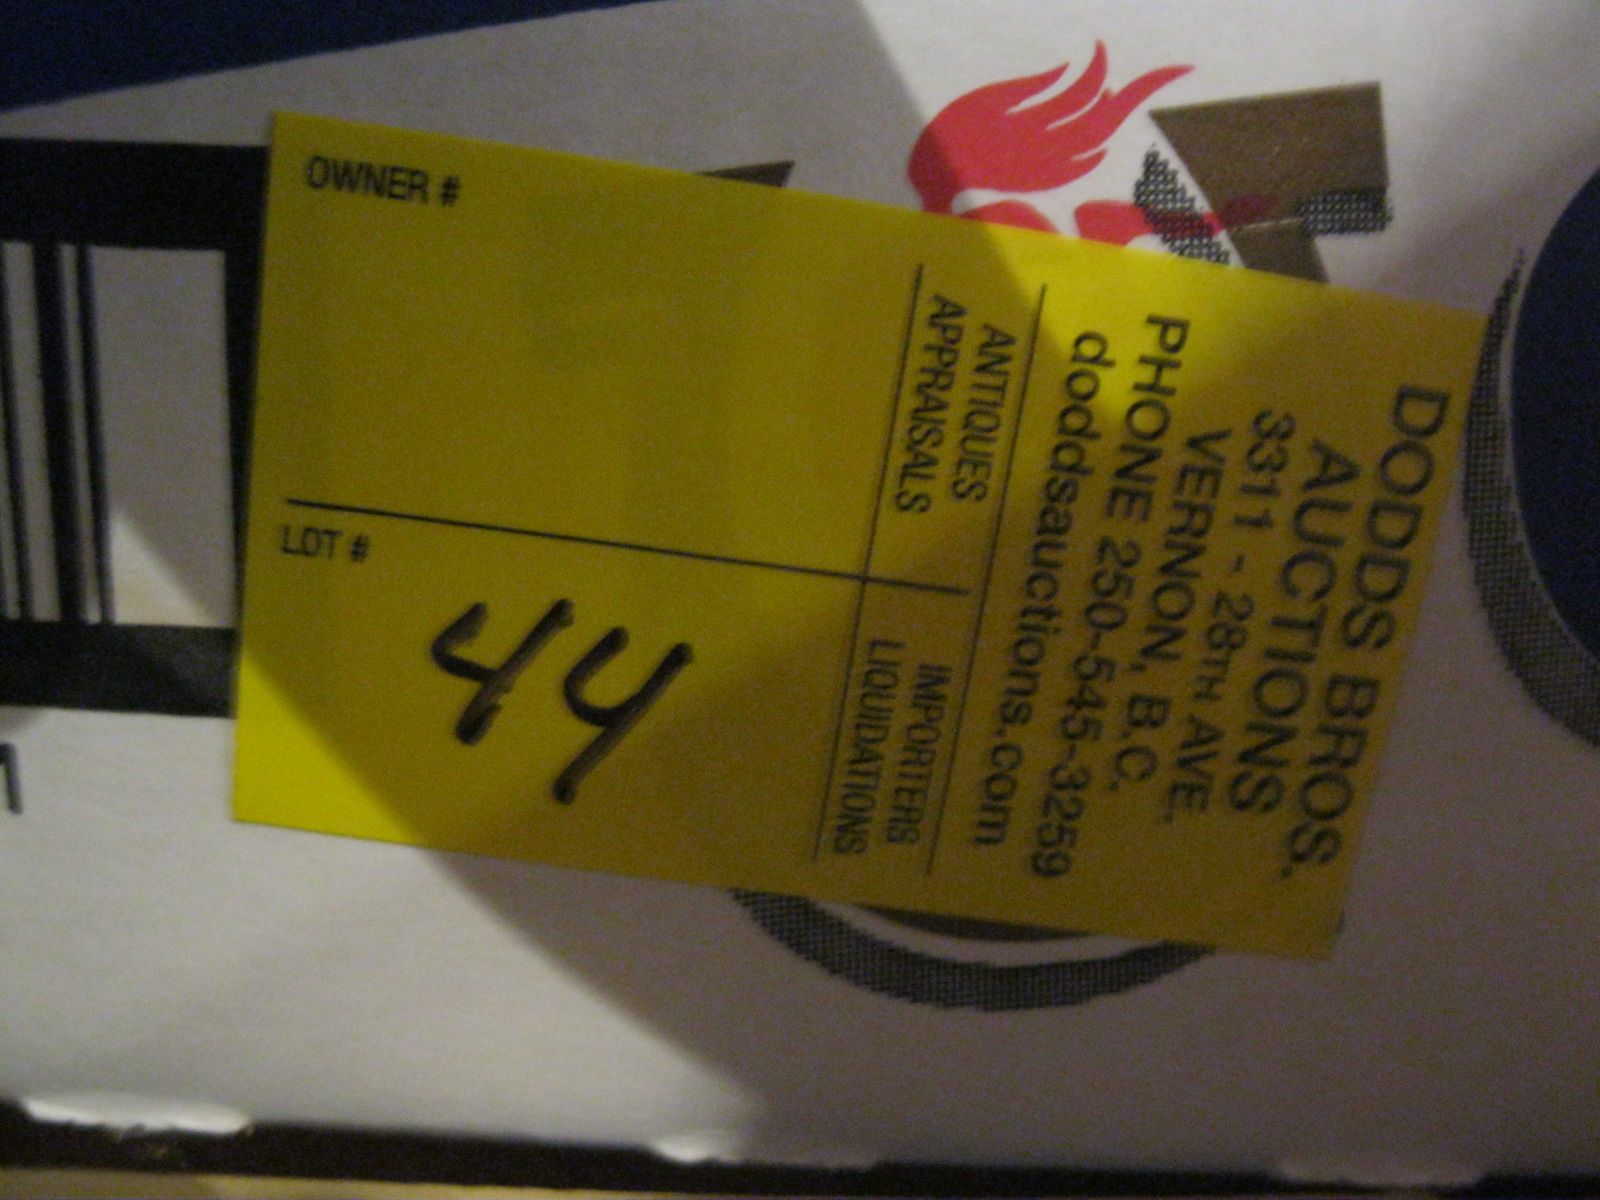 DODDS BROS.
AUCTIONS
3311 - 28TH AVE.
VERNON, B.C.
PHONE 250-545-3259
doddsauctions.com
ANTIQUES
APPRAISALS
IMPORTERS
LIQUIDATIONS
OWNER #
LOT #
44